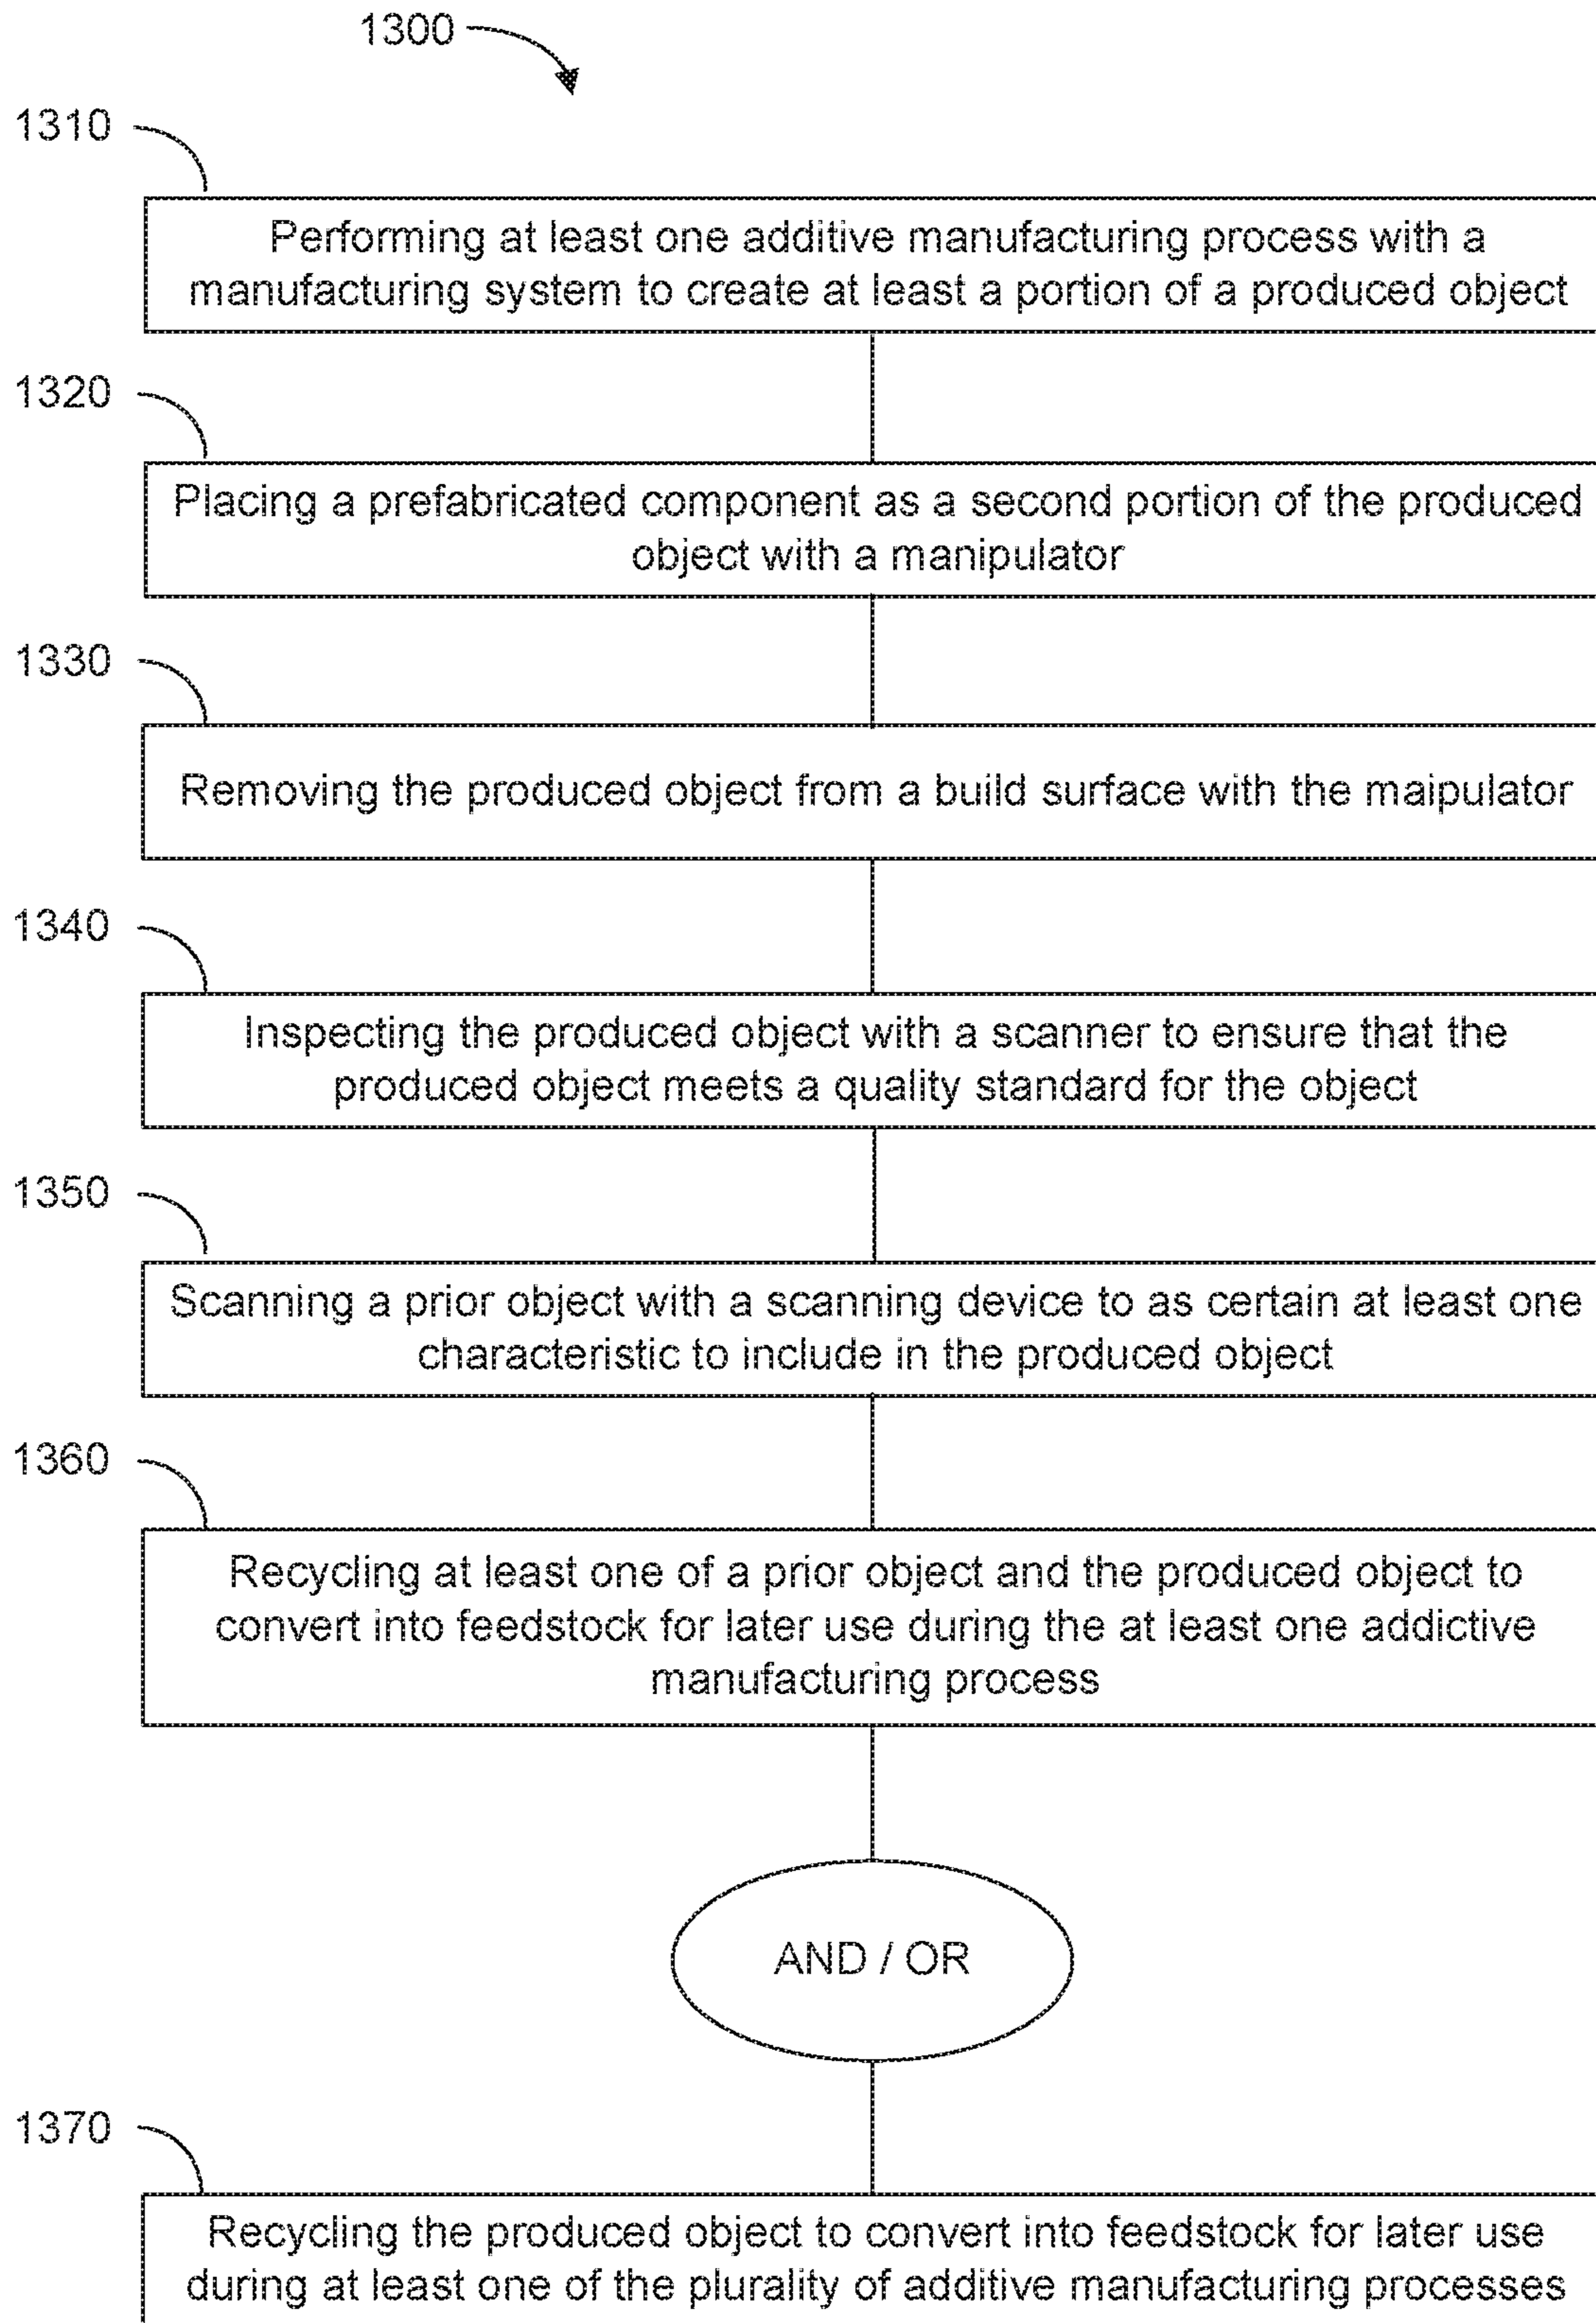 1300
1310
Performing at least one additive manufacturing process with a
manufacturing system to create at least a portion of a produced object
1320
Placing a prefabricated component as a second portion of the produced
object with a manipulator
1330
Removing the produced object from a build surface with the maipulator
1340
Inspecting the produced object with a scanner to ensure that the
produced object meets a quality standard for the object
1350
Scanning a prior object with a scanning device to as certain at least one
characteristic to include in the produced object
1360
Recycling at least one of a prior object and the produced object to
convert into feedstock for later use during the at least one addictive
manufacturing process
AND / OR
1370
Recycling the produced object to convert into feedstock for later use
during at least one of the plurality of additive manufacturing processes